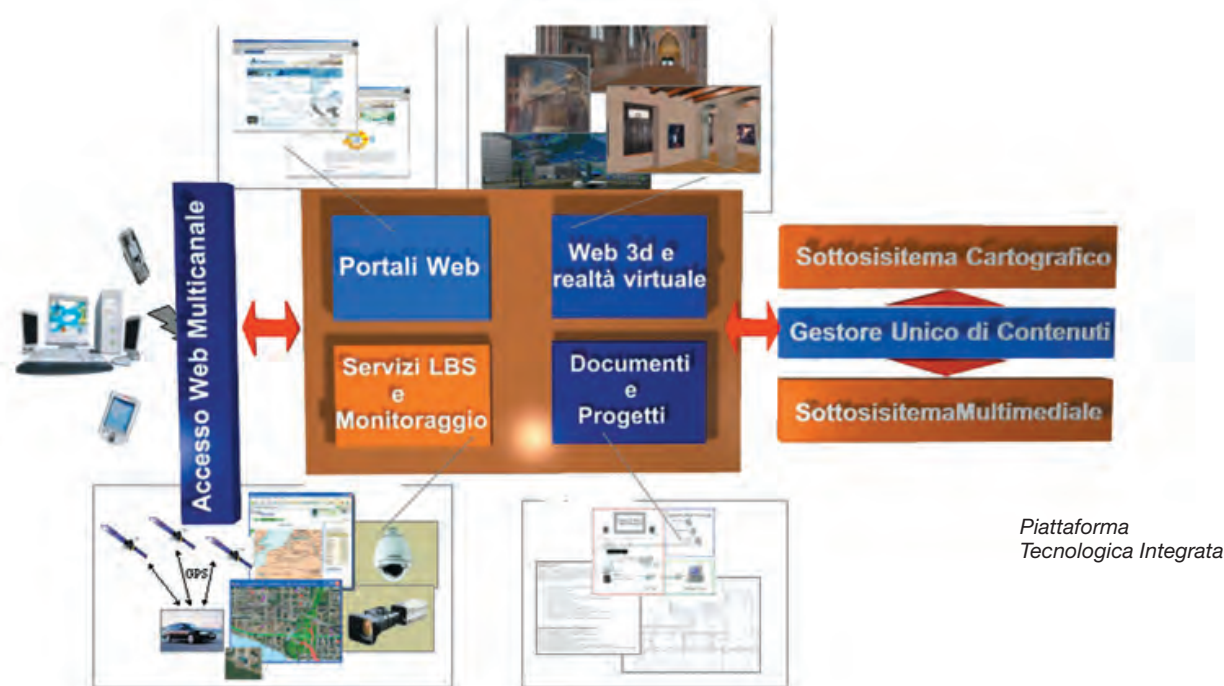 Accesso Web Multicanale
Portali Web
Web 3d e
realtà virtuale
Servizi LBS
e
Monitoraggio
Documenti
e
Progetti
Sottosisitema Cartografico
Gestore Unico di Contenuti
SottosisitemaMultimediale
GPS
Piattaforma
Tecnologica Integrata